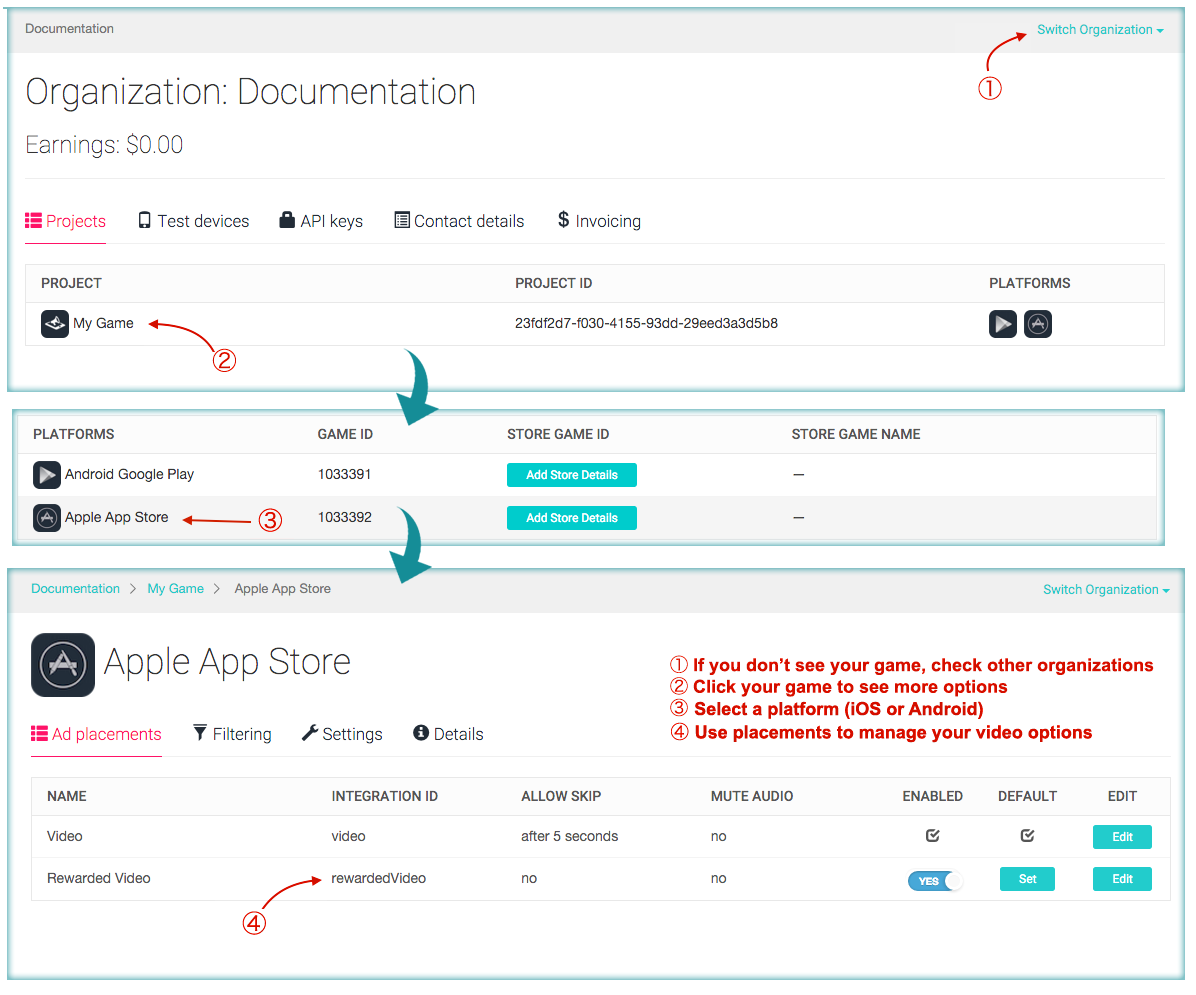 Documentation Switch Organization
①
Organization: Documentation
Earnings: $0.00
Projects Test devices API keys Contact details $ Invoicing
PROJECT PROJECT ID PLATFORMS
My Game 23fdf2d7-f030-4155-93dd-29eed3a3d5b8
②
PLATFORMS GAME ID STORE GAME ID STORE GAME NAME
Android Google Play 1033391 Add Store Details —
Apple App Store ③ 1033392 Add Store Details —
Documentation > My Game > Apple App Store Switch Organization
Apple App Store
① If you don’t see your game, check other organizations
② Click your game to see more options
③ Select a platform (iOS or Android)
④ Use placements to manage your video options
Ad placements Filtering Settings Details
NAME INTEGRATION ID ALLOW SKIP MUTE AUDIO ENABLED DEFAULT EDIT
Video video after 5 seconds no Edit
Rewarded Video rewardedVideo no no YES Set Edit
④